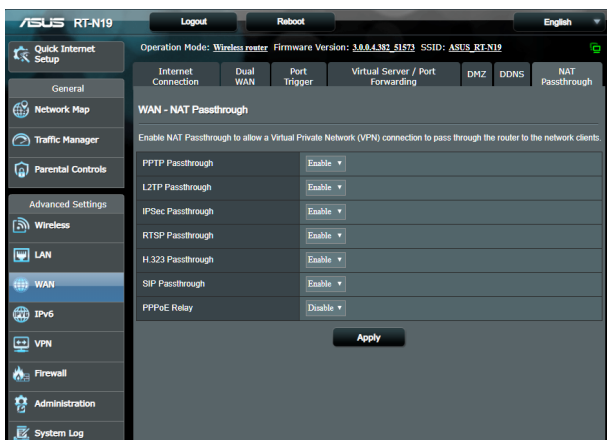 ASUS RT-N19 Logout Reboot English
Quick Internet Setup
Operation Mode: Wireless router Firmware Version: 3.0.0.4.382_51573 SSID: ASUS_RT-N19
General
Network Map
Traffic Manager
Parental Controls
Advanced Settings
Wireless
LAN
WAN
IPv6
VPN
Firewall
Administration
System Log
Internet Connection
Dual WAN
Port Trigger
Virtual Server / Port Forwarding
DMZ
DDNS
NAT Passthrough
WAN - NAT Passthrough
Enable NAT Passthrough to allow a Virtual Private Network (VPN) connection to pass through the router to the network clients.
PPTP Passthrough Enable
L2TP Passthrough Enable
IPSec Passthrough Enable
RTSP Passthrough Enable
H.323 Passthrough Enable
SIP Passthrough Enable
PPPoE Relay Disable
Apply